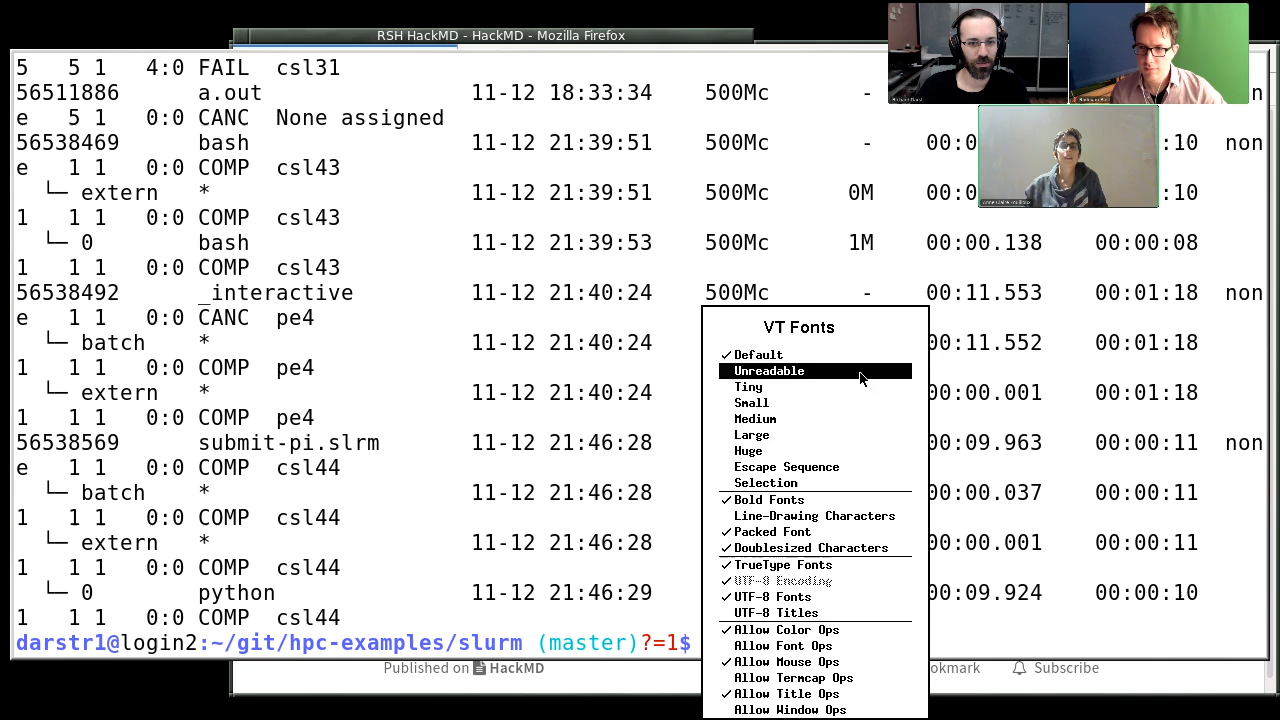 RSH HackMD - HackMD - Mozilla Firefox
5   5 1   4:0 FAIL  csl31
56511886      a.out                11-12 18:33:34    500Mc       -
e   5 1   0:0 CANC  None assigned
56538469      bash                 11-12 21:39:51    500Mc       -    00:0 :10  non
e   1 1   0:0 COMP  csl43
  └─ extern   *                    11-12 21:39:51    500Mc      0M    00:0 :10
1   1 1   0:0 COMP  csl43
  └─ 0        bash                 11-12 21:39:53    500Mc      1M    00:00.138    00:00:08
1   1 1   0:0 COMP  csl43
56538492      _interactive         11-12 21:40:24    500Mc       -    00:11.553    00:01:18  non
e   1 1   0:0 CANC  pe4
  └─ batch    *                    11-12 21:40:24    00:11.552    00:01:18
1   1 1   0:0 COMP  pe4
  └─ extern   *                    11-12 21:40:24    00:00.001    00:01:18
1   1 1   0:0 COMP  pe4
56538569      submit-pi.slrm       11-12 21:46:28    00:09.963    00:00:11  non
e   1 1   0:0 COMP  csl44
  └─ batch    *                    11-12 21:46:28    00:00.037    00:00:11
1   1 1   0:0 COMP  csl44
  └─ extern   *                    11-12 21:46:28    00:00.001    00:00:11
1   1 1   0:0 COMP  csl44
  └─ 0        python               11-12 21:46:29    00:09.924    00:00:10
1   1 1   0:0 COMP  csl44
darstr1@login2:~/git/hpc-examples/slurm (master)?=1$
VT Fonts
✓Default
Unreadable
Tiny
Small
Medium
Large
Huge
Escape Sequence
Selection
✓Bold Fonts
Line-Drawing Characters
✓Packed Font
✓Doublesized Characters
✓TrueType Fonts
✓UTF-8 Encoding
✓UTF-8 Fonts
UTF-8 Titles
✓Allow Color Ops
Allow Font Ops
✓Allow Mouse Ops
Allow Termcap Ops
✓Allow Title Ops
Allow Window Ops
Published on HackMD
okmark
Subscribe